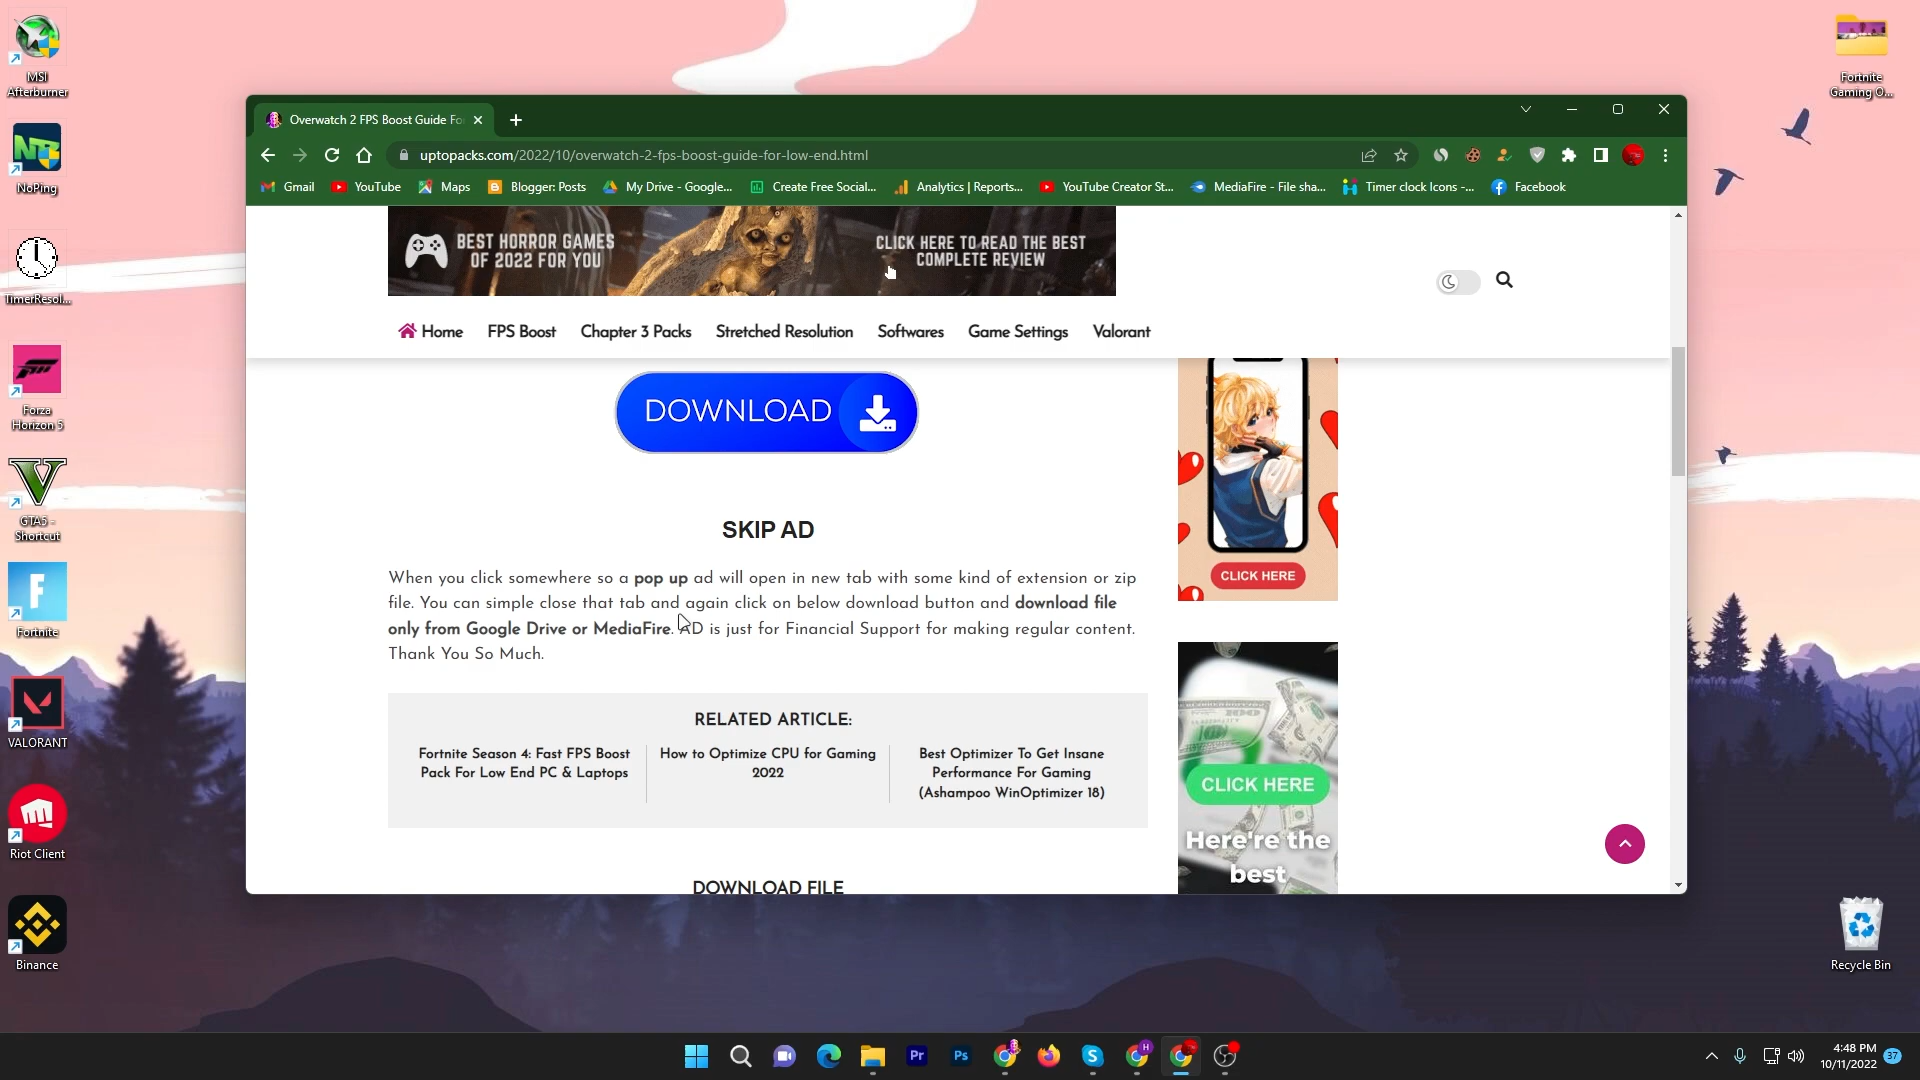 MSI
Afterburner
NoPing
TimerResol...
Forza
Horizon 5
GTA5 -
Shortcut
Fortnite
VALORANT
Riot Client
Binance
Fortnite
Gaming O...
Recycle Bin
Overwatch 2 FPS Boost Guide Fo
uptopacks.com/2022/10/overwatch-2-fps-boost-guide-for-low-end.html
Gmail YouTube Maps Blogger: Posts My Drive - Google... Create Free Social... Analytics | Reports... YouTube Creator St... MediaFire - File sha... Timer clock Icons -... Facebook
BEST HORROR GAMES
OF 2022 FOR YOU
CLICK HERE TO READ THE BEST
COMPLETE REVIEW
Home FPS Boost Chapter 3 Packs Stretched Resolution Softwares Game Settings Valorant
DOWNLOAD
SKIP AD
When you click somewhere so a pop up ad will open in new tab with some kind of extension or zip
file. You can simple close that tab and again click on below download button and download file
only from Google Drive or MediaFire. AD is just for Financial Support for making regular content.
Thank You So Much.
RELATED ARTICLE:
Fortnite Season 4: Fast FPS Boost
Pack For Low End PC & Laptops
How to Optimize CPU for Gaming
2022
Best Optimizer To Get Insane
Performance For Gaming
(Ashampoo WinOptimizer 18)
DOWNLOAD FILE
CLICK HERE
CLICK HERE
Here're the
best
Pr
Ps
H
4:48 PM
10/11/2022
37